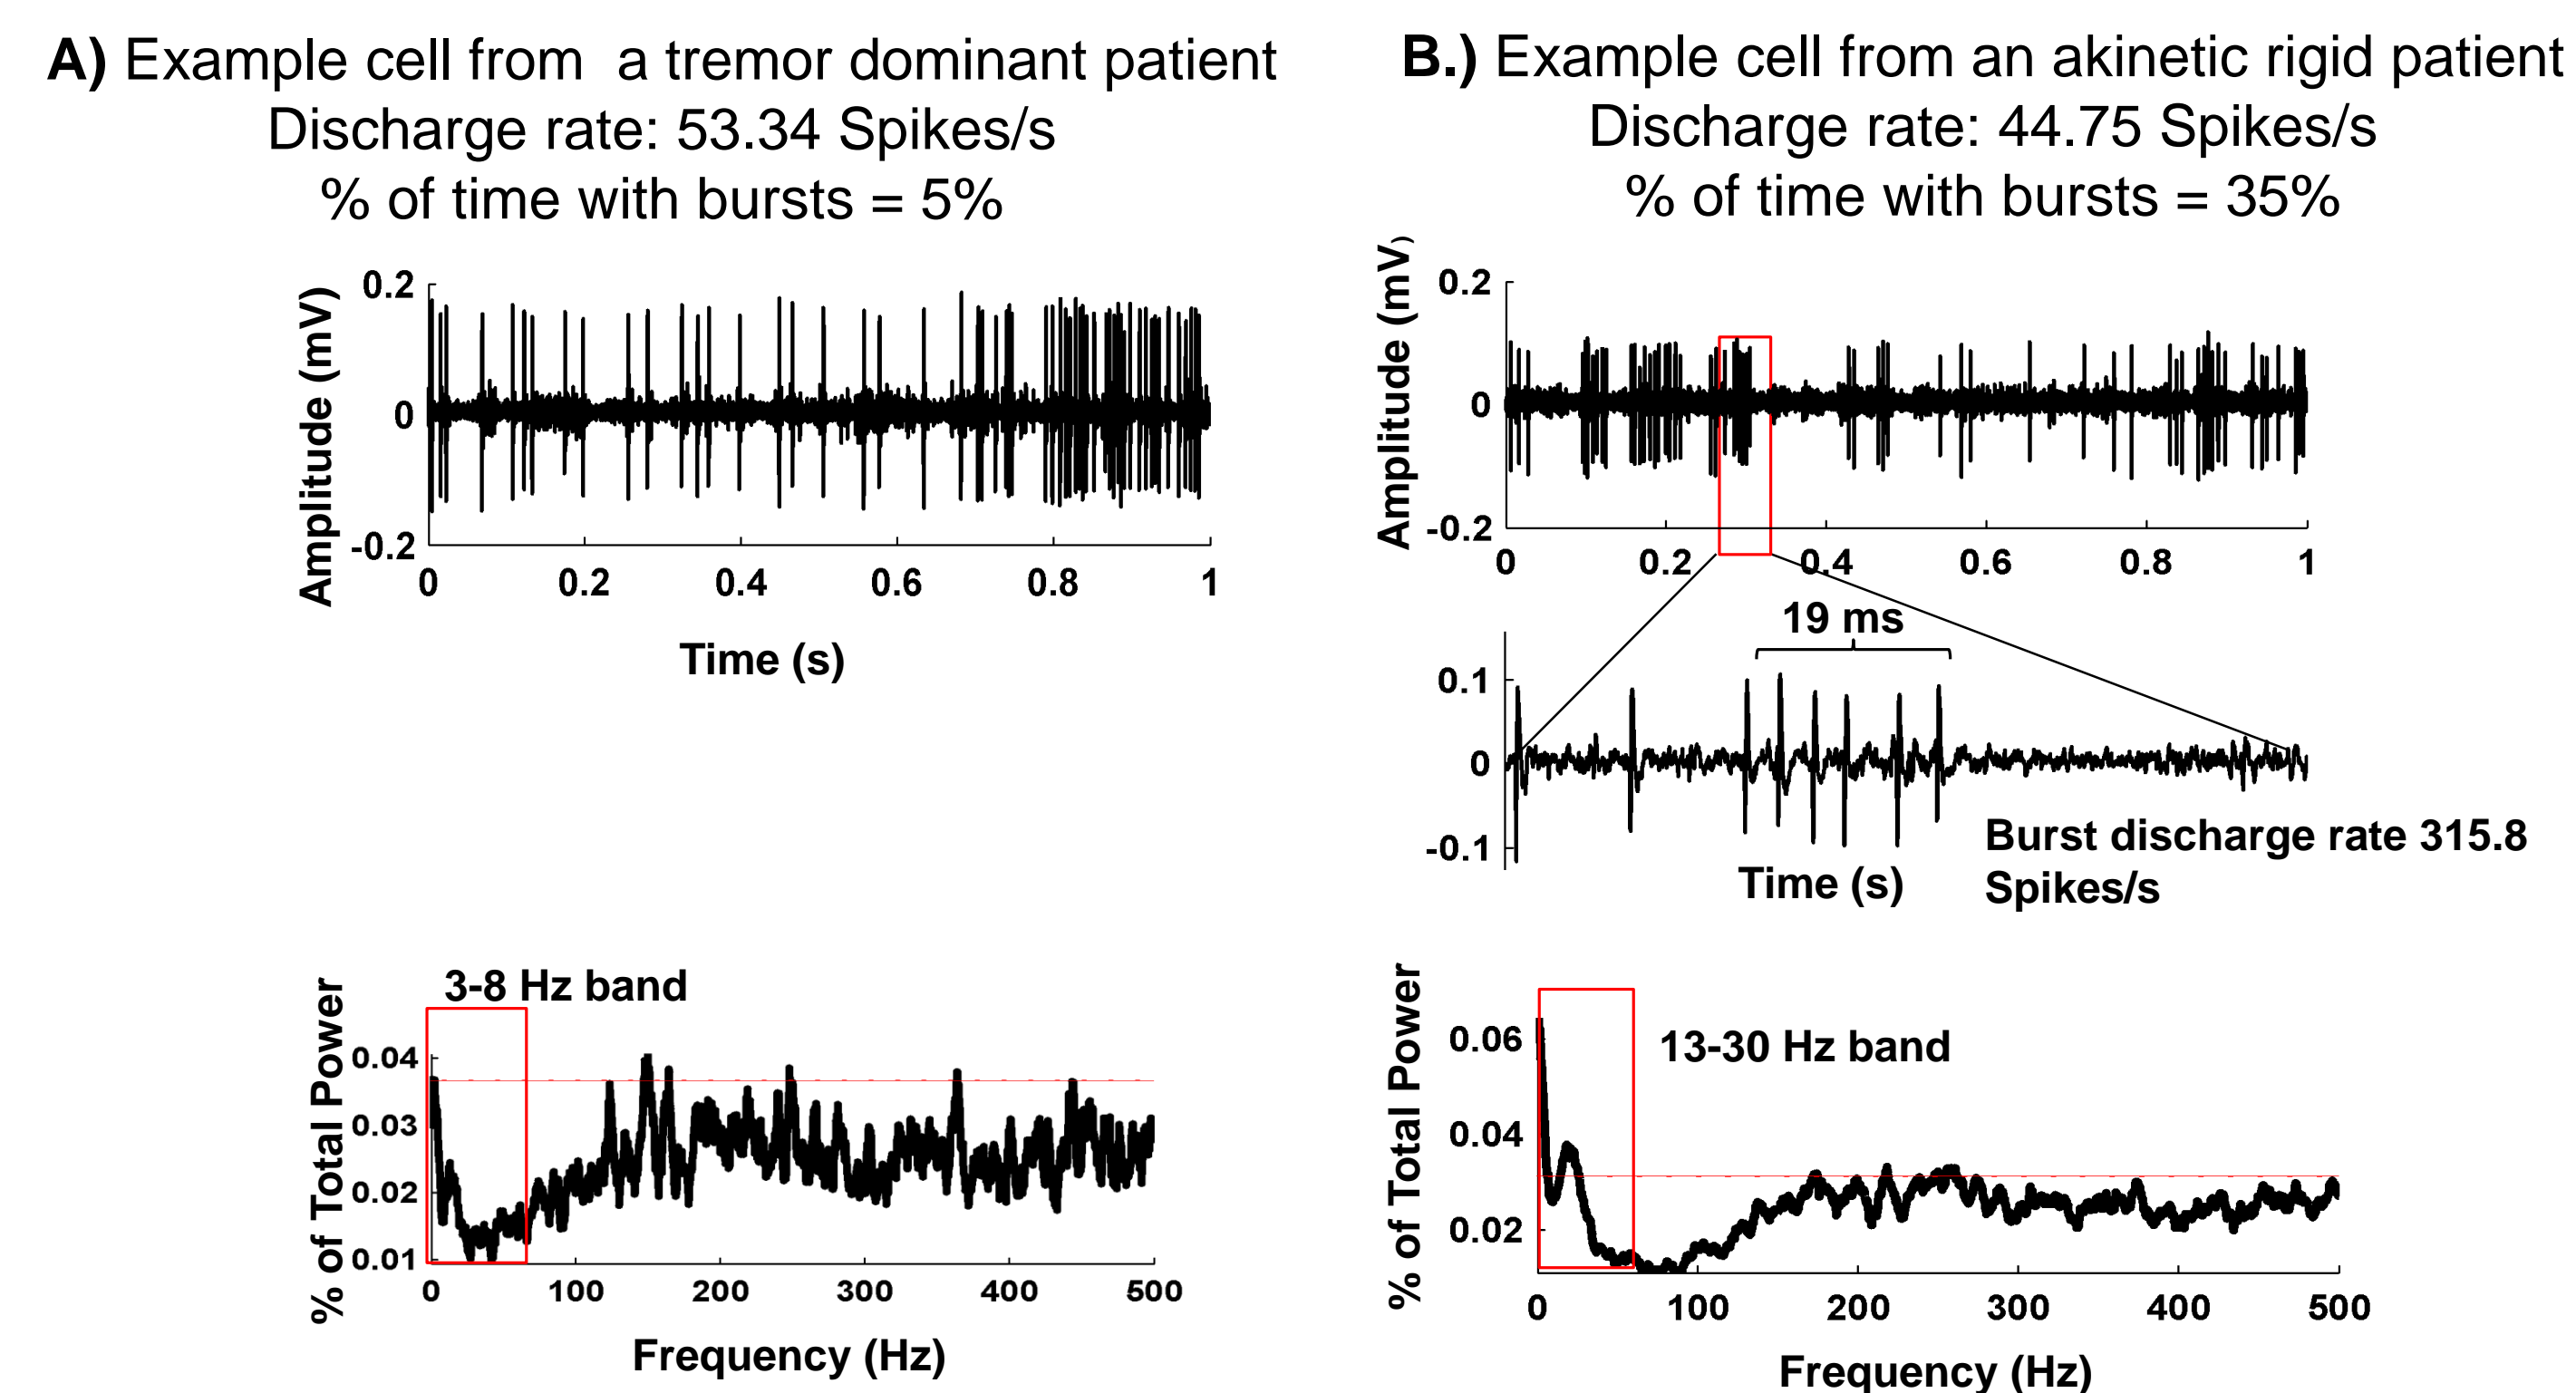 A) Example cell from  a tremor dominant patient
Discharge rate: 53.34 Spikes/s
% of time with bursts = 5%
Amplitude (mV)
0.2
0
-0.2
0 0.2 0.4 0.6 0.8 1
Time (s)
3-8 Hz band
% of Total Power
0.04
0.03
0.02
0.01
0 100 200 300 400 500
Frequency (Hz)
B.) Example cell from an akinetic rigid patient
Discharge rate: 44.75 Spikes/s
% of time with bursts = 35%
Amplitude (mV)
0.2
0
-0.2
0 0.2 0.4 0.6 0.8 1
19 ms
0.1
0
-0.1
Time (s)
Burst discharge rate 315.8
Spikes/s
13-30 Hz band
% of Total Power
0.06
0.04
0.02
0 100 200 300 400 500
Frequency (Hz)